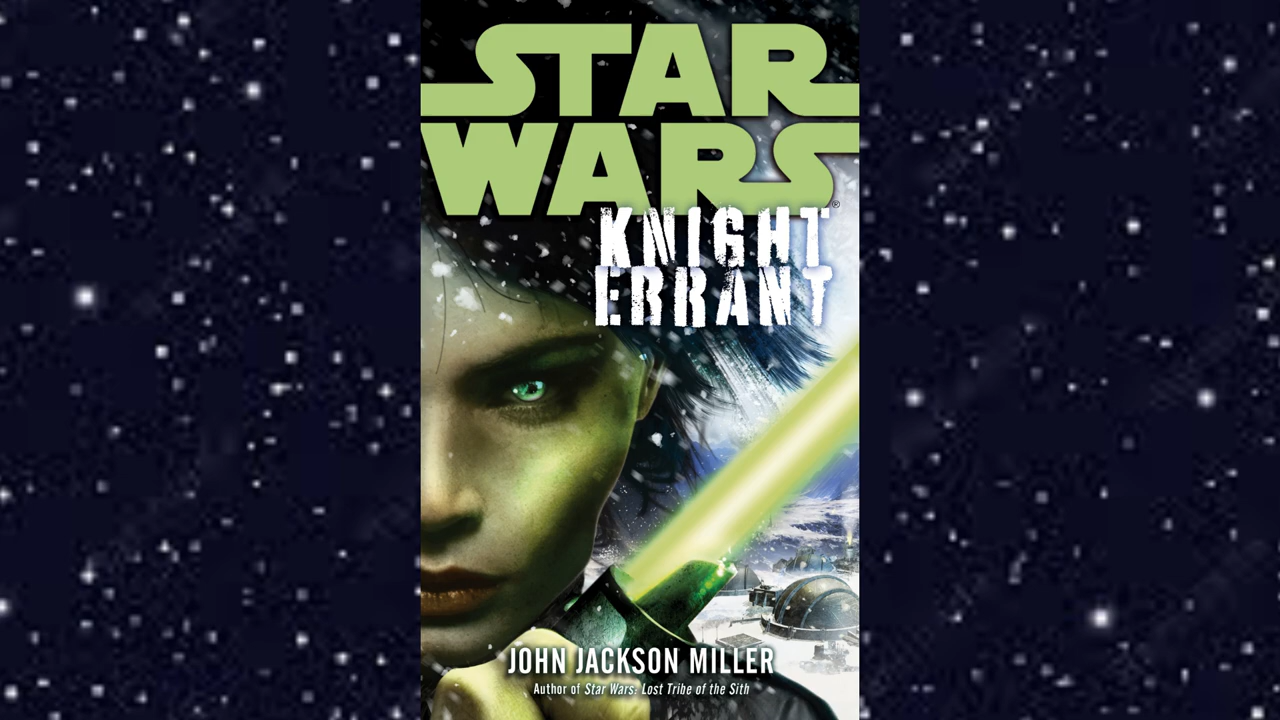 STAR
WARS®
KNIGHT
ERRANT
JOHN JACKSON MILLER
Author of Star Wars: Lost Tribe of the Sith